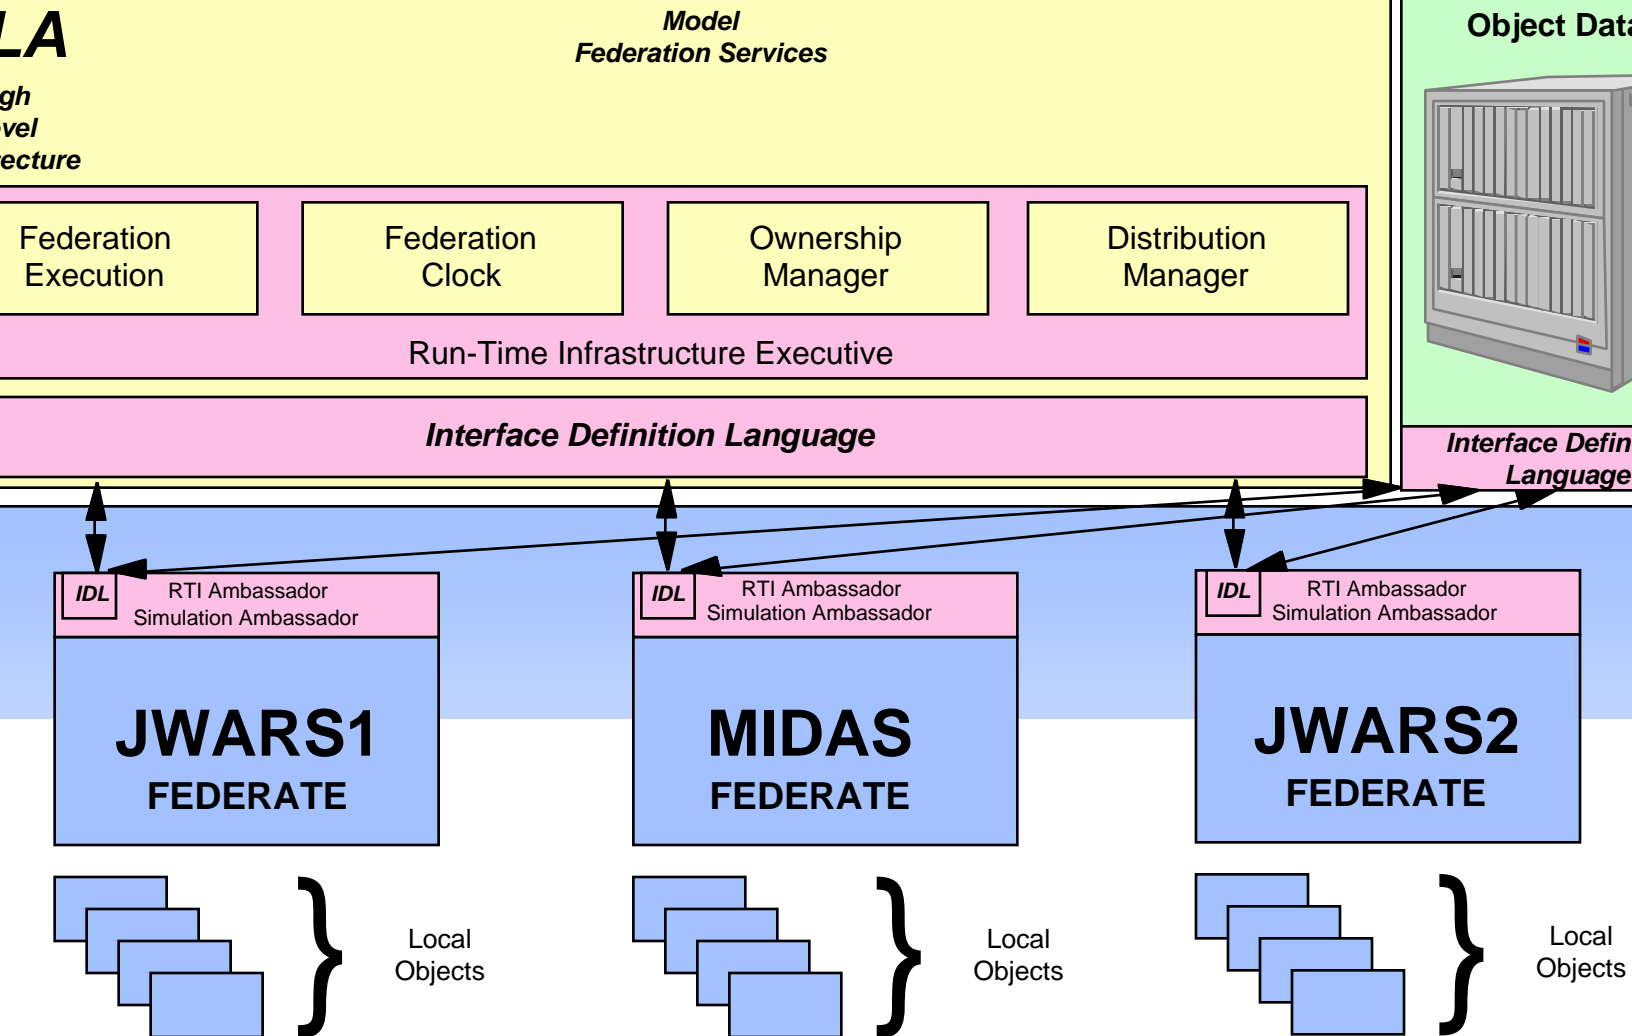 LA
Model
Federation Services
Object Data
gh
vel
tecture
Federation
Execution
Federation
Clock
Ownership
Manager
Distribution
Manager
Run-Time Infrastructure Executive
Interface Definition Language
Interface Defin
Language
IDL
RTI Ambassador
Simulation Ambassador
JWARS1
FEDERATE
IDL
RTI Ambassador
Simulation Ambassador
MIDAS
FEDERATE
IDL
RTI Ambassador
Simulation Ambassador
JWARS2
FEDERATE
Local
Objects
Local
Objects
Local
Objects